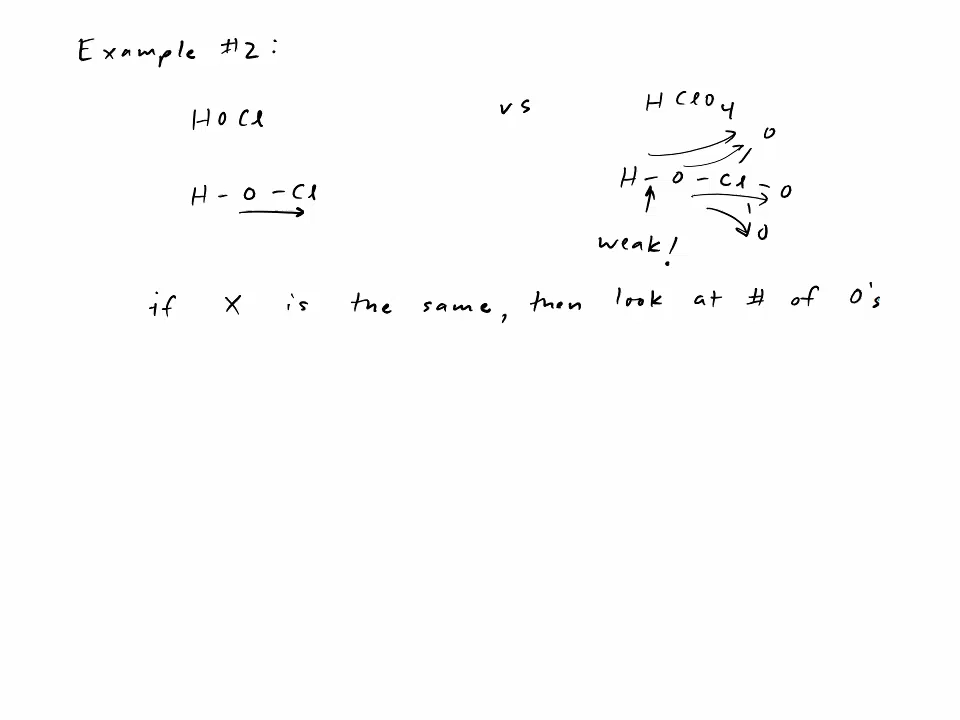 Example #2:
HOCl vs HClO4
O
H - O - Cl H - O - Cl - O
O
weak!
if X is the same, then look at # of O's